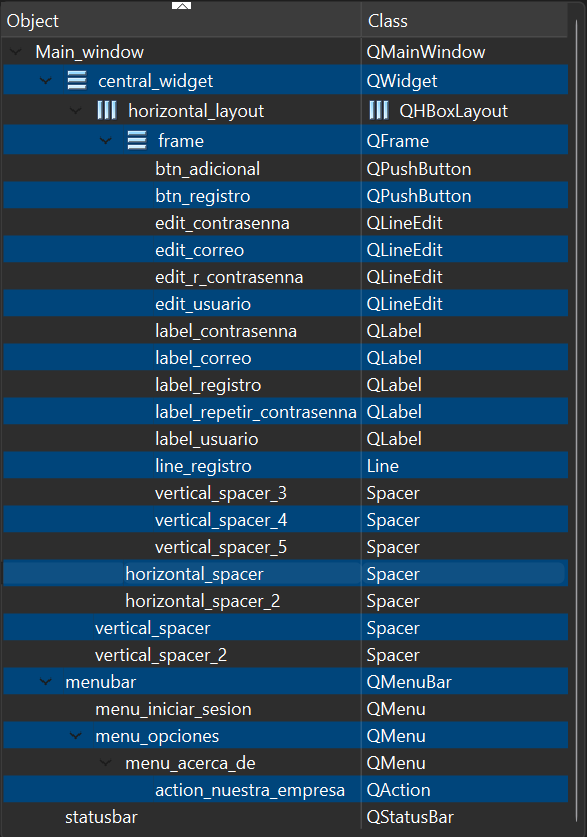 Object Class
Main_window QMainWindow
central_widget QWidget
horizontal_layout QHBoxLayout
frame QFrame
btn_adicional QPushButton
btn_registro QPushButton
edit_contrasenna QLineEdit
edit_correo QLineEdit
edit_r_contrasenna QLineEdit
edit_usuario QLineEdit
label_contrasenna QLabel
label_correo QLabel
label_registro QLabel
label_repetir_contrasenna QLabel
label_usuario QLabel
line_registro Line
vertical_spacer_3 Spacer
vertical_spacer_4 Spacer
vertical_spacer_5 Spacer
horizontal_spacer Spacer
horizontal_spacer_2 Spacer
vertical_spacer Spacer
vertical_spacer_2 Spacer
menubar QMenuBar
menu_iniciar_sesion QMenu
menu_opciones QMenu
menu_acerca_de QMenu
action_nuestra_empresa QAction
statusbar QStatusBar